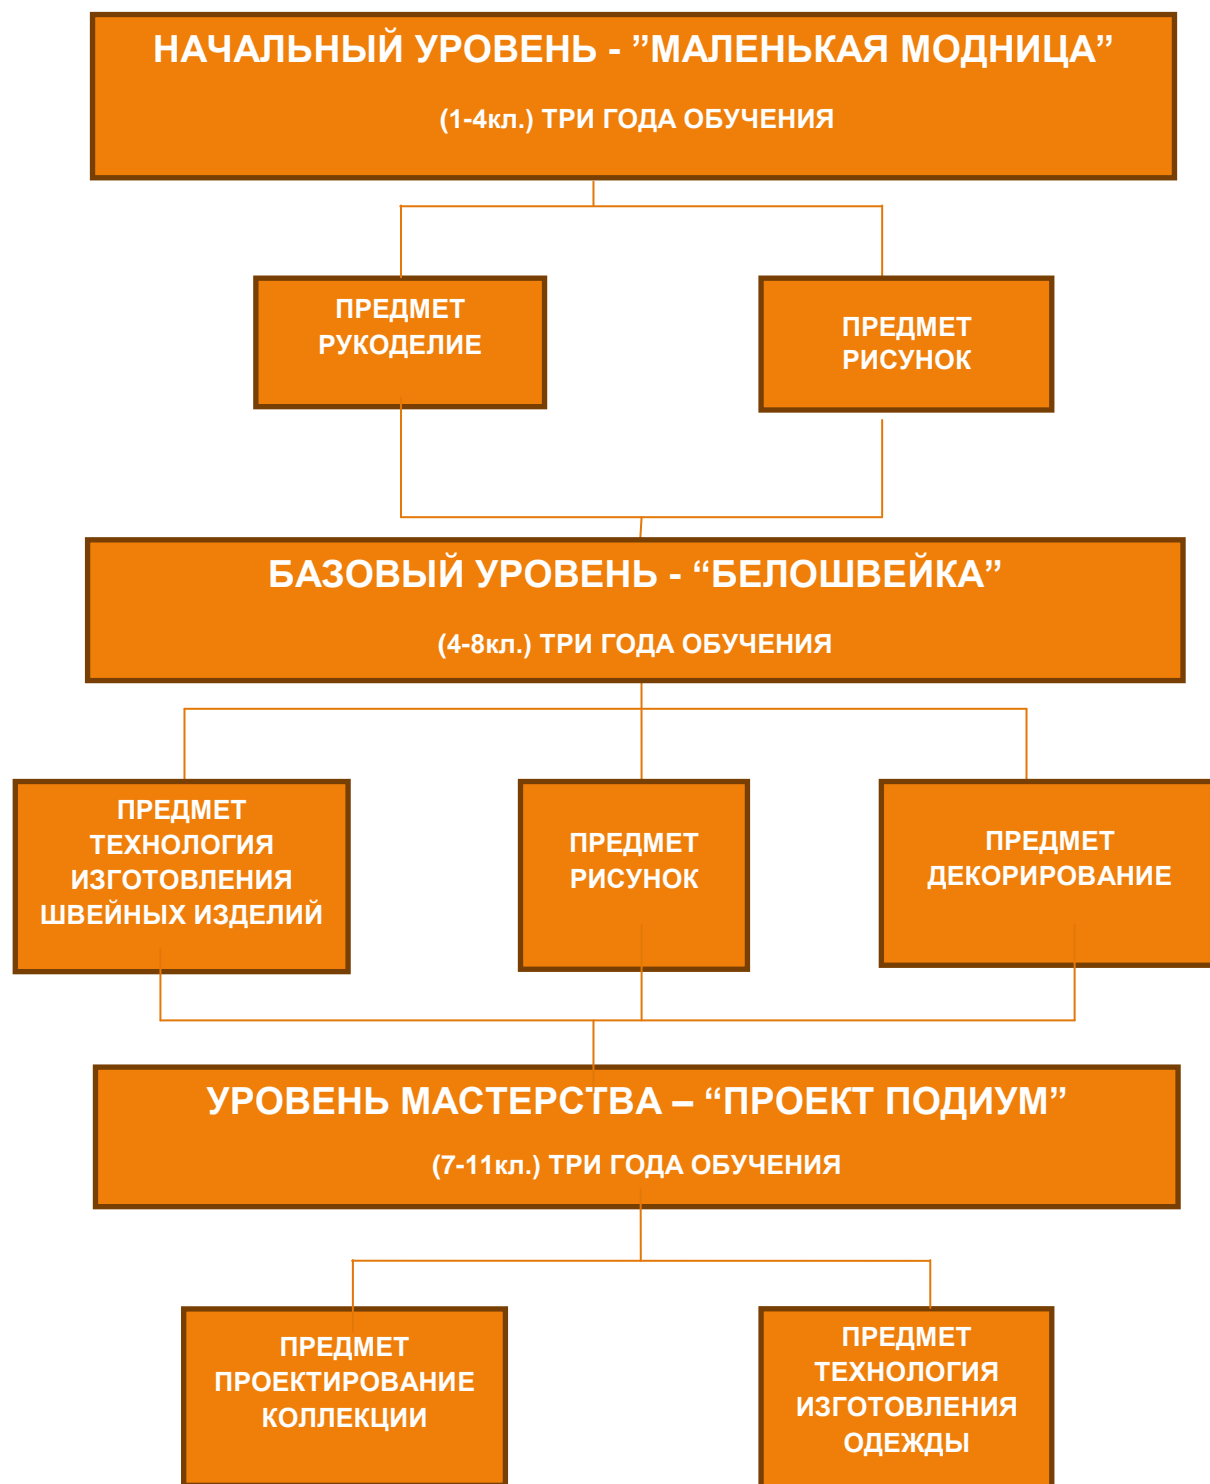 НАЧАЛЬНЫЙ УРОВЕНЬ - ”МАЛЕНЬКАЯ МОДНИЦА”
(1-4кл.) ТРИ ГОДА ОБУЧЕНИЯ
ПРЕДМЕТ
РУКОДЕЛИЕ
ПРЕДМЕТ
РИСУНОК
БАЗОВЫЙ УРОВЕНЬ - “БЕЛОШВЕЙКА”
(4-8кл.) ТРИ ГОДА ОБУЧЕНИЯ
ПРЕДМЕТ
ТЕХНОЛОГИЯ
ИЗГОТОВЛЕНИЯ
ШВЕЙНЫХ ИЗДЕЛИЙ
ПРЕДМЕТ
РИСУНОК
ПРЕДМЕТ
ДЕКОРИРОВАНИЕ
УРОВЕНЬ МАСТЕРСТВА – “ПРОЕКТ ПОДИУМ”
(7-11кл.) ТРИ ГОДА ОБУЧЕНИЯ
ПРЕДМЕТ
ПРОЕКТИРОВАНИЕ
КОЛЛЕКЦИИ
ПРЕДМЕТ
ТЕХНОЛОГИЯ
ИЗГОТОВЛЕНИЯ
ОДЕЖДЫ